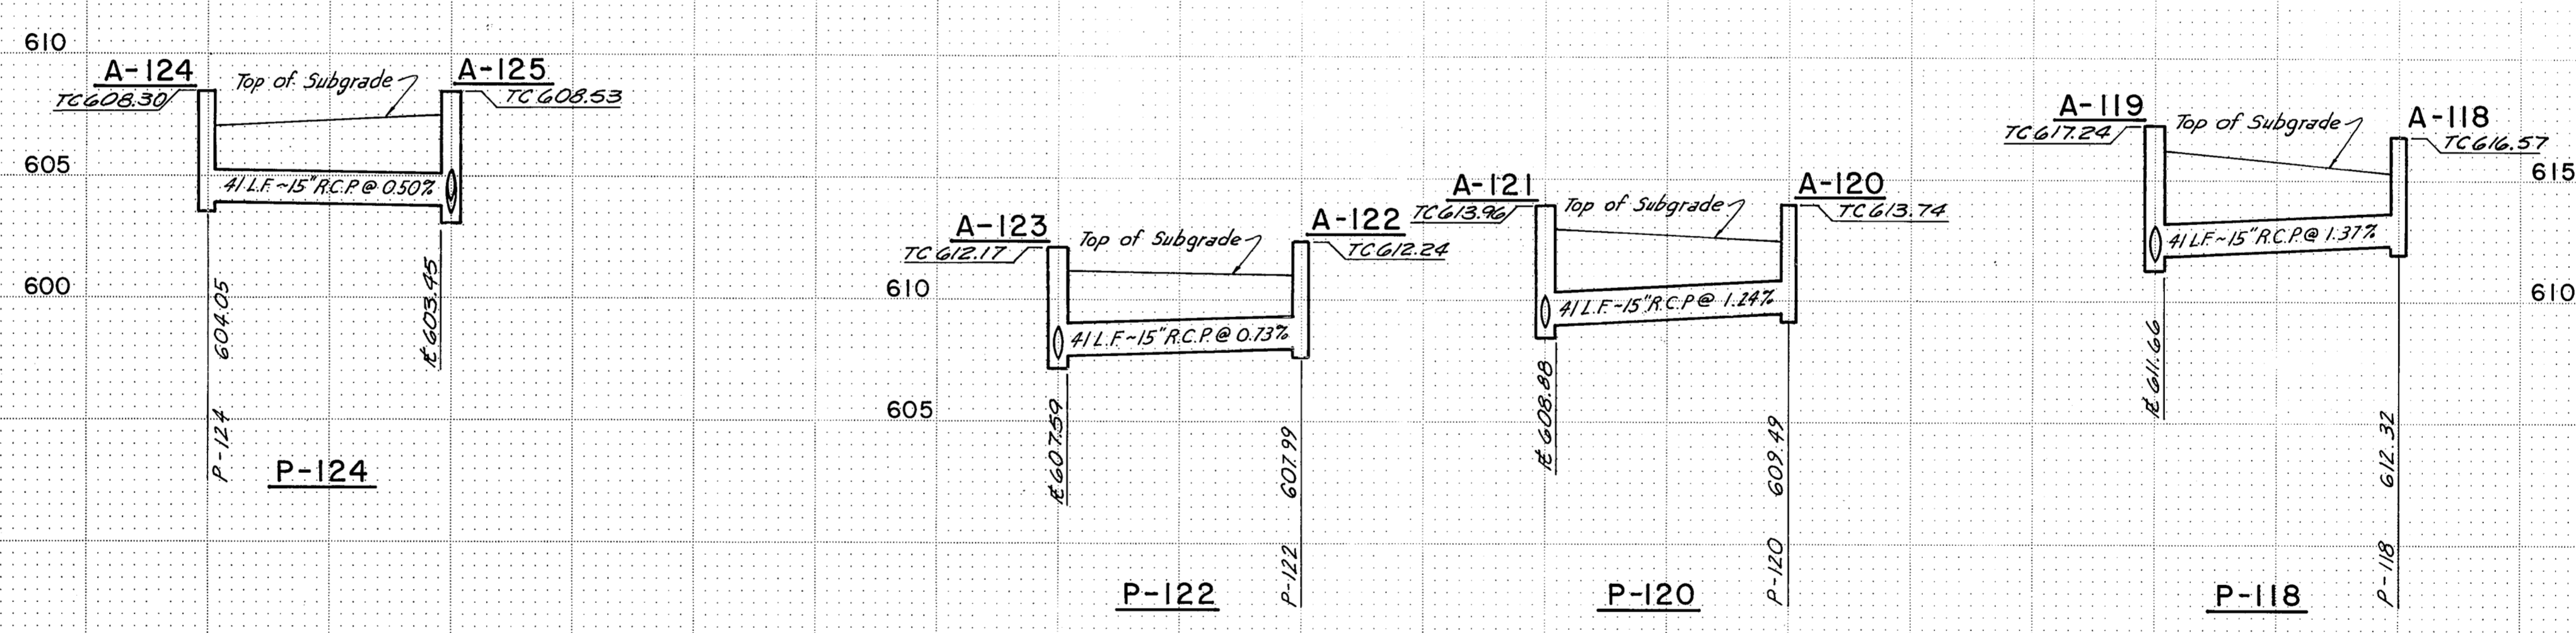 610
605
600
A-124
TC 608.30
Top of Subgrade
A-125
TC 608.53
41 L.F. ~ 15" R.C.P. @ 0.50%
604.05
P-124
603.45
P-124
610
605
A-123
TC 612.17
Top of Subgrade
A-122
TC 612.24
41 L.F. ~ 15" R.C.P. @ 0.73%
607.59
607.99
P-122
P-122
A-121
TC 613.96
Top of Subgrade
A-120
TC 613.74
41 L.F. ~ 15" R.C.P. @ 1.24%
608.88
609.49
P-120
P-120
A-119
TC 617.24
Top of Subgrade
A-118
TC 616.57
41 L.F. ~ 15" R.C.P. @ 1.37%
611.66
612.32
P-118
P-118
615
610